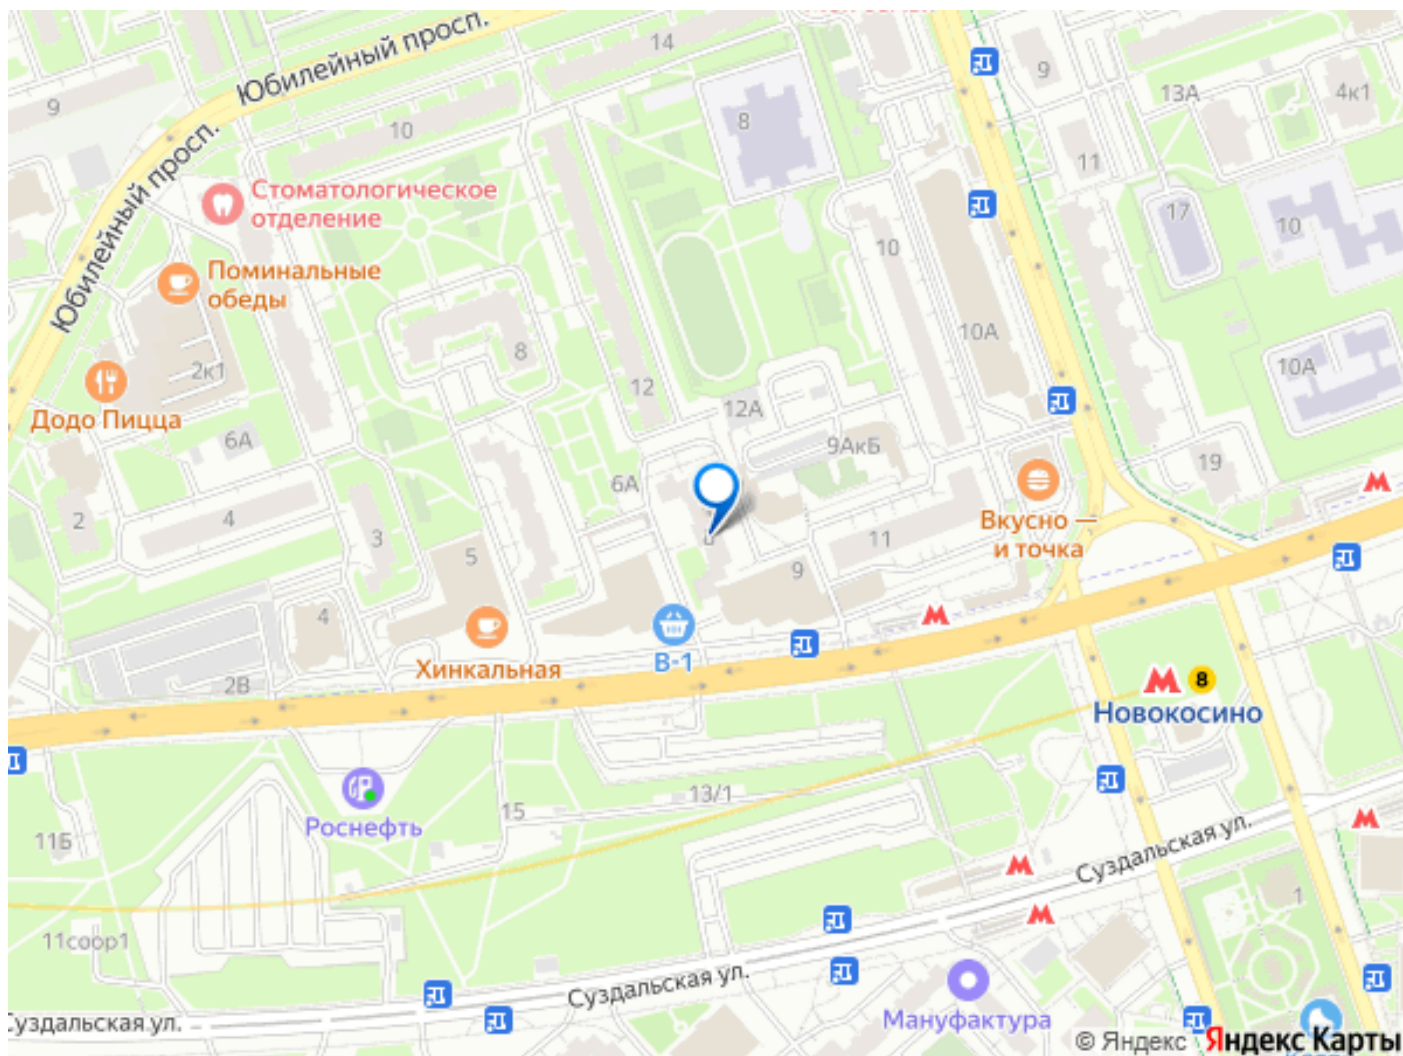 Юбилейный просп.
14
9
9
13А
4к1
8
10
11
Юбилейный просп.
Стоматологическое
отделение
17
10
10
Поминальные
обеды
10А
8
2к1
12
10А
12А
Додо Пицца
6А
9АкБ
19
6А
2
4
3
5
Вкусно —
и точка
11
9
4
Хинкальная
В-1
2В
8
Новокосино
13/1
15
Роснефть
11Б
Суздальская ул.
1
11соор1
Суздальская ул.
Суздальская ул.
Мануфактура
© Яндекс Яндекс Карты